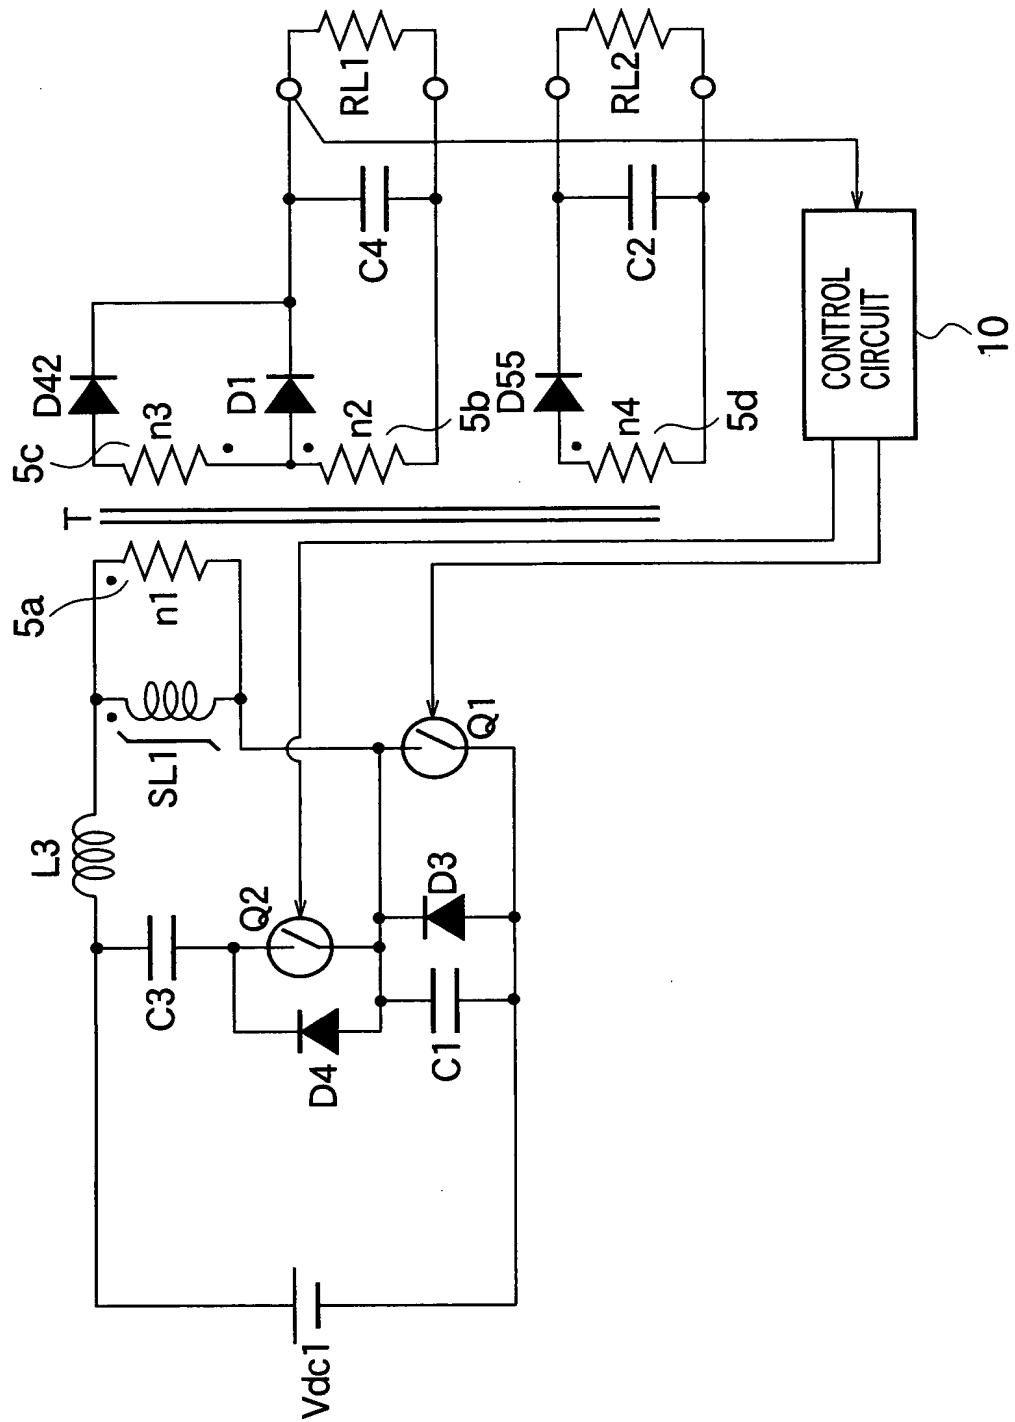 Vdc1
C3
D4
C1
D3
Q2
L3
SL1
Q1
5a
n1
T
5c
n3
D42
D1
n2
5b
n4
5d
D55
C4
RL1
C2
RL2
CONTROL
CIRCUIT
10